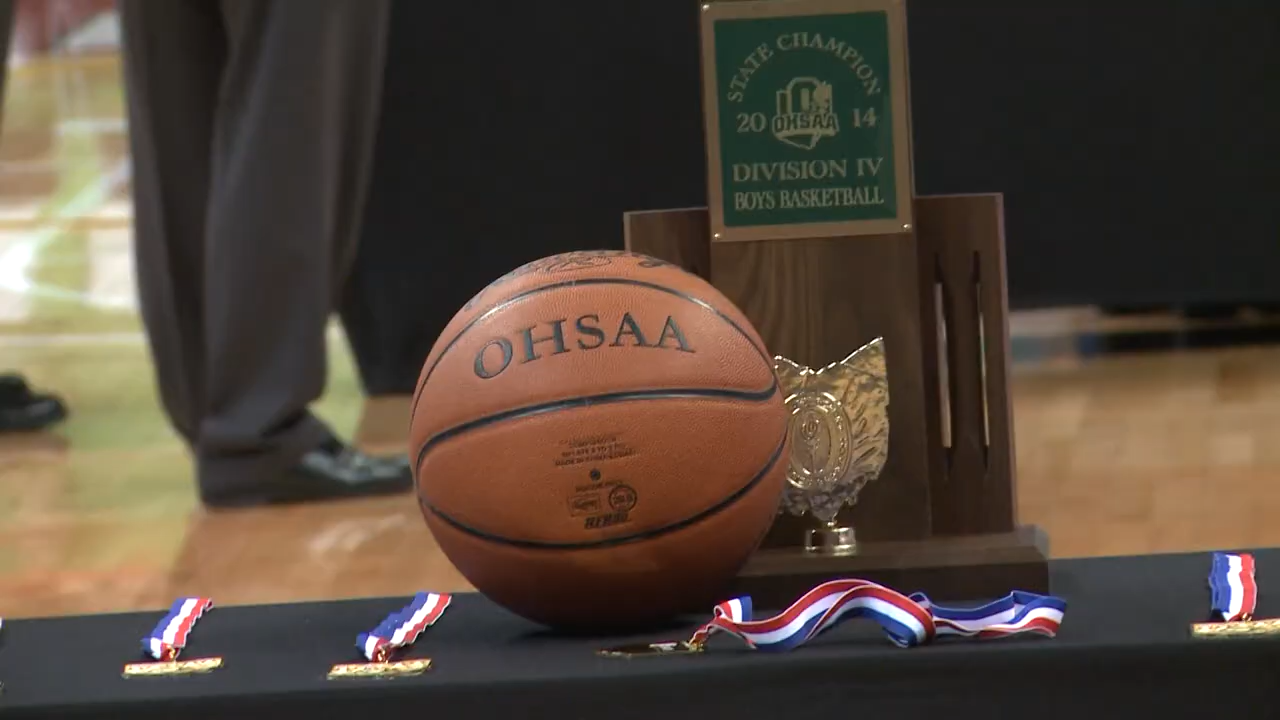 STATE CHAMPION
20 OHSAA 14
DIVISION IV
BOYS BASKETBALL
OHSAA